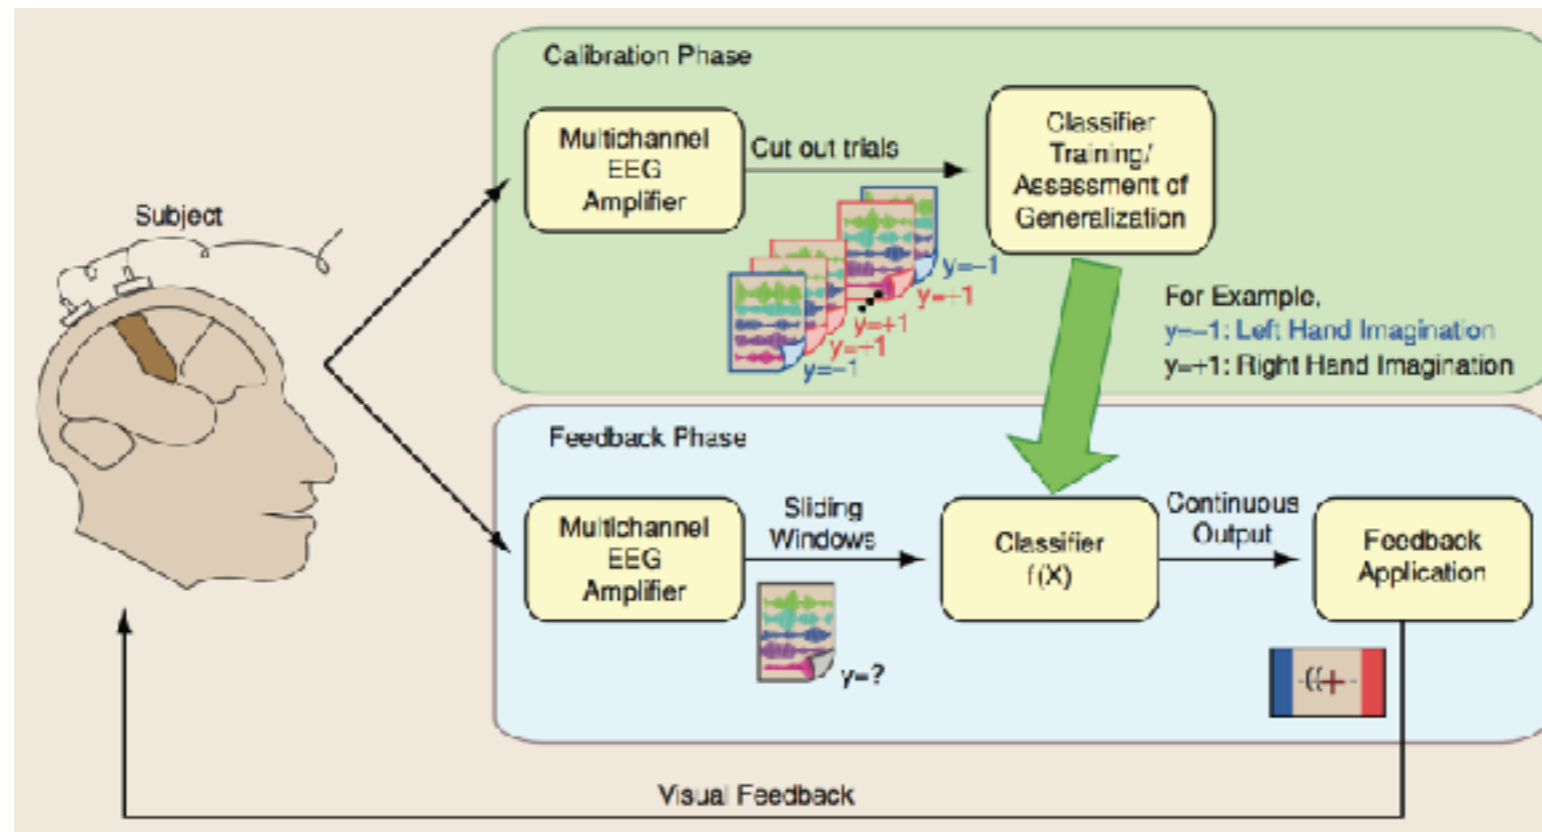 Calibration Phase
Subject
Multichannel
EEG
Amplifier
Cut out trials
Classifier
Training/
Assessment of
Generalization
y=-1
y=+1
y=+1
y=+1
y=-1
For Example,
y=-1: Left Hand Imagination
y=+1: Right Hand Imagination
Feedback Phase
Multichannel
EEG
Amplifier
Sliding
Windows
y=?
Classifier
f(X)
Continuous
Output
Feedback
Application
Visual Feedback